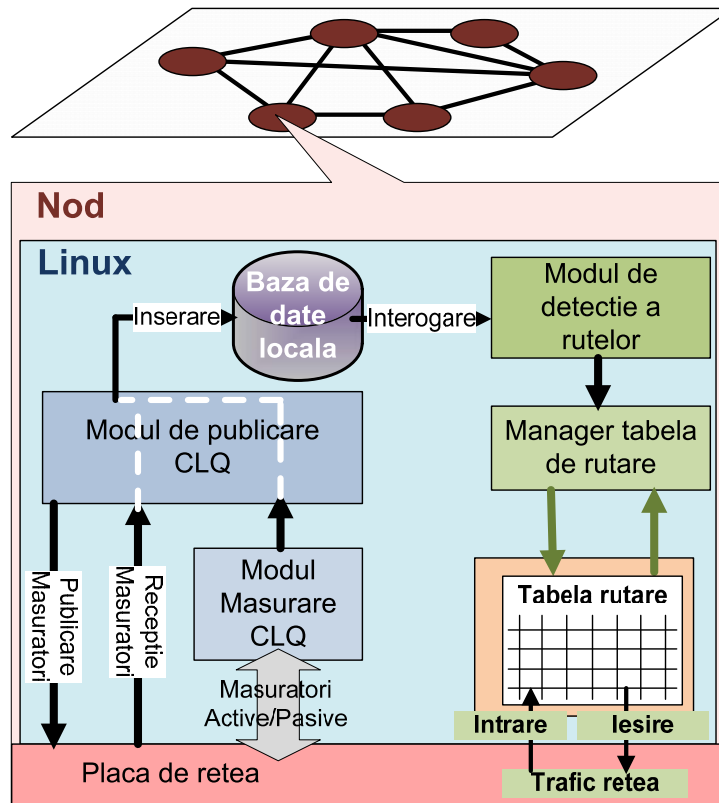 Nod
Linux
Baza de
date
locala
Inserare
Interogare
Modul de
detectie a
rutelor
Modul de publicare
CLQ
Manager tabela
de rutare
Publicare
Masuratori
Receptie
Masuratori
Modul
Masurare
CLQ
Tabela rutare
Masuratori
Active/Pasive
Intrare
Iesire
Placa de retea
Trafic retea